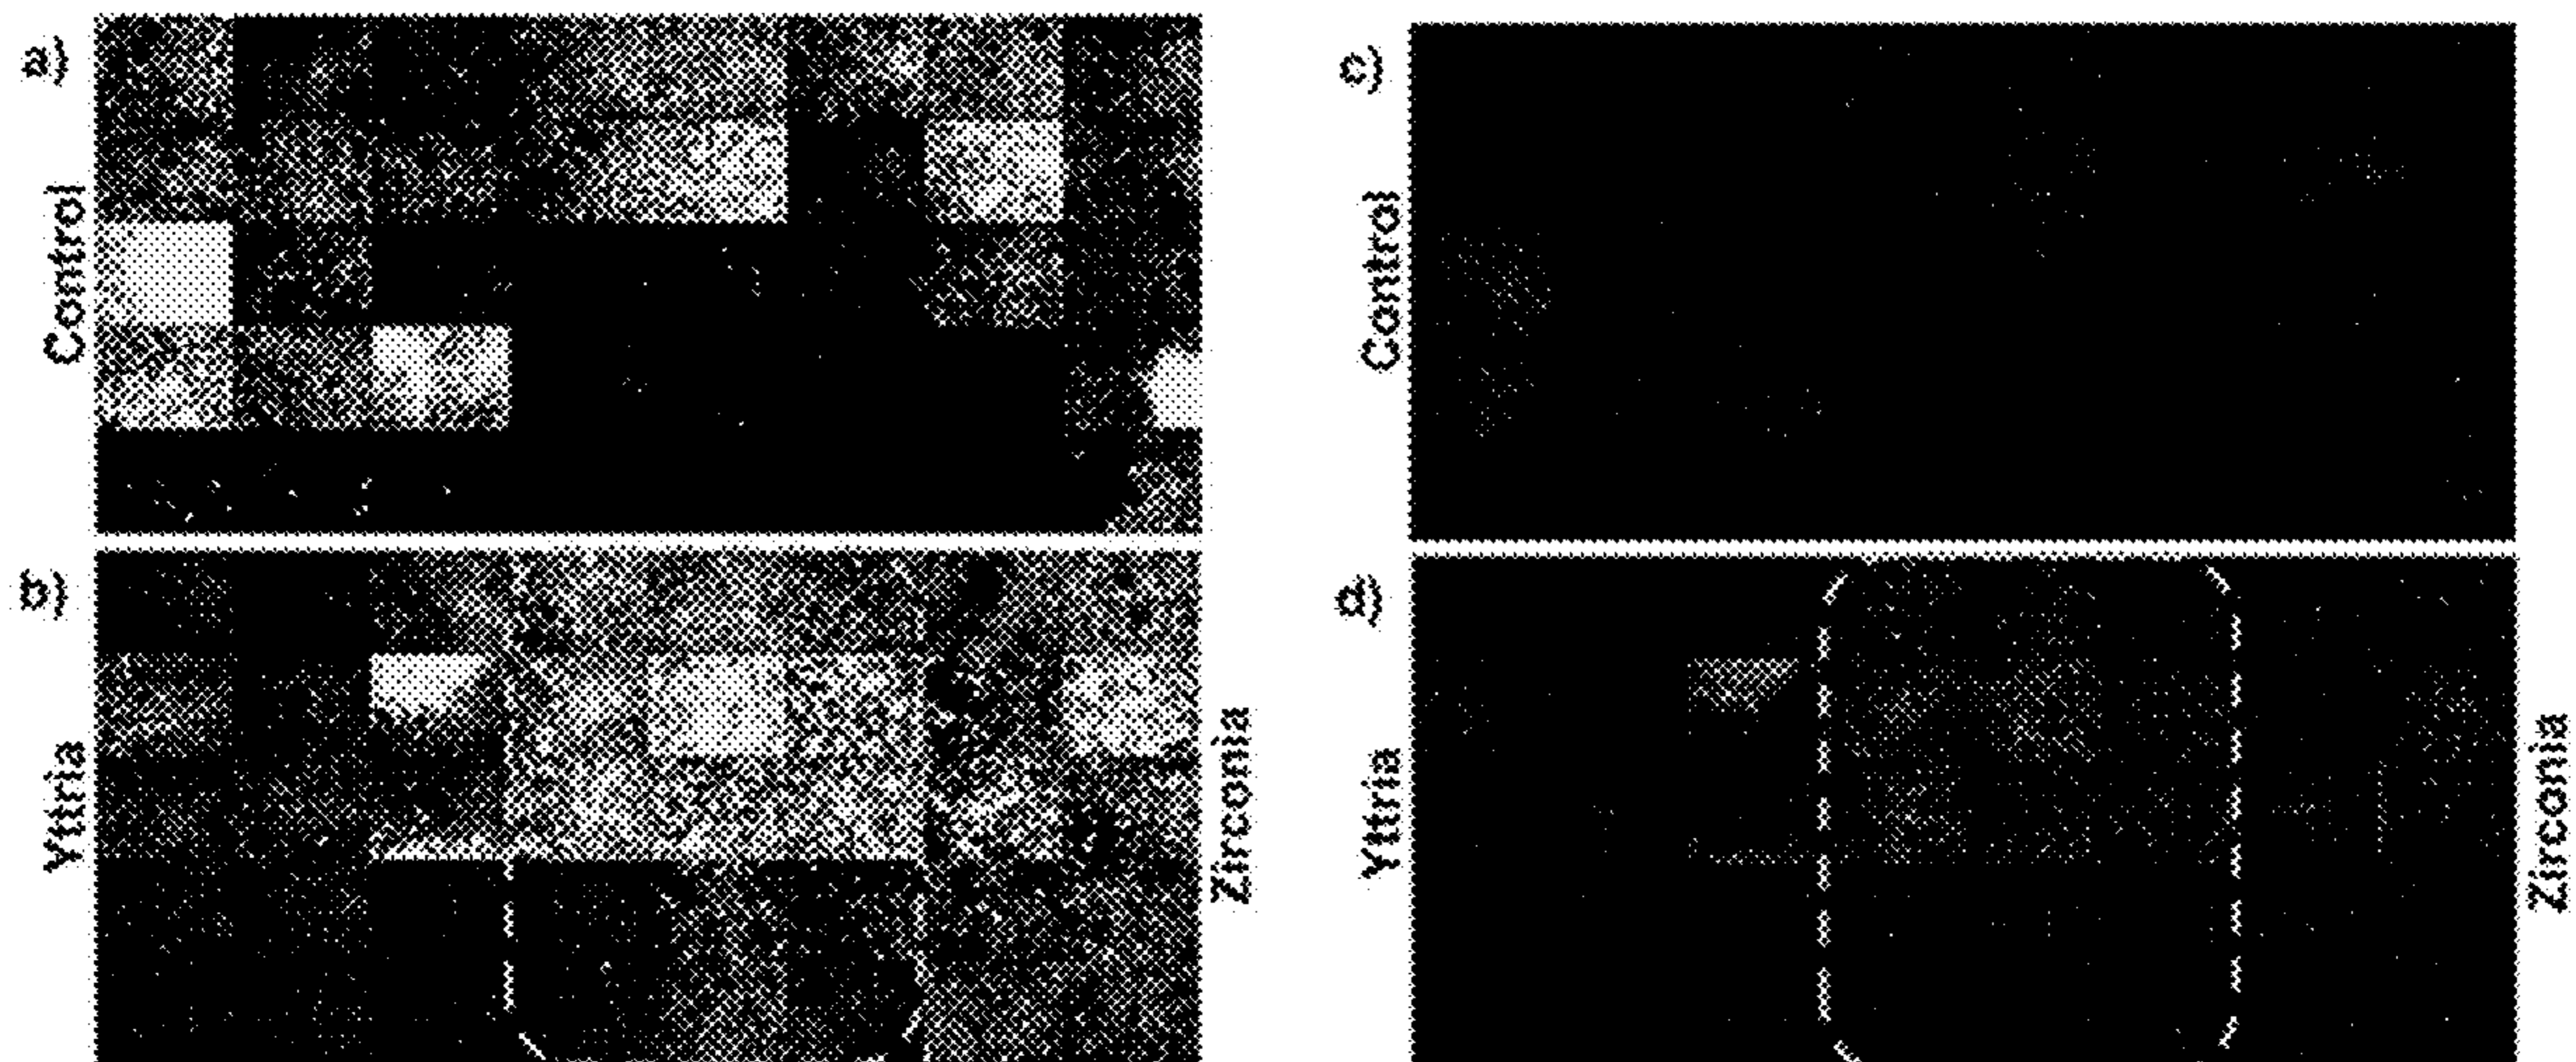 a)
Control
c)
Control
b)
Yttria
Zirconia
d)
Yttria
Zirconia